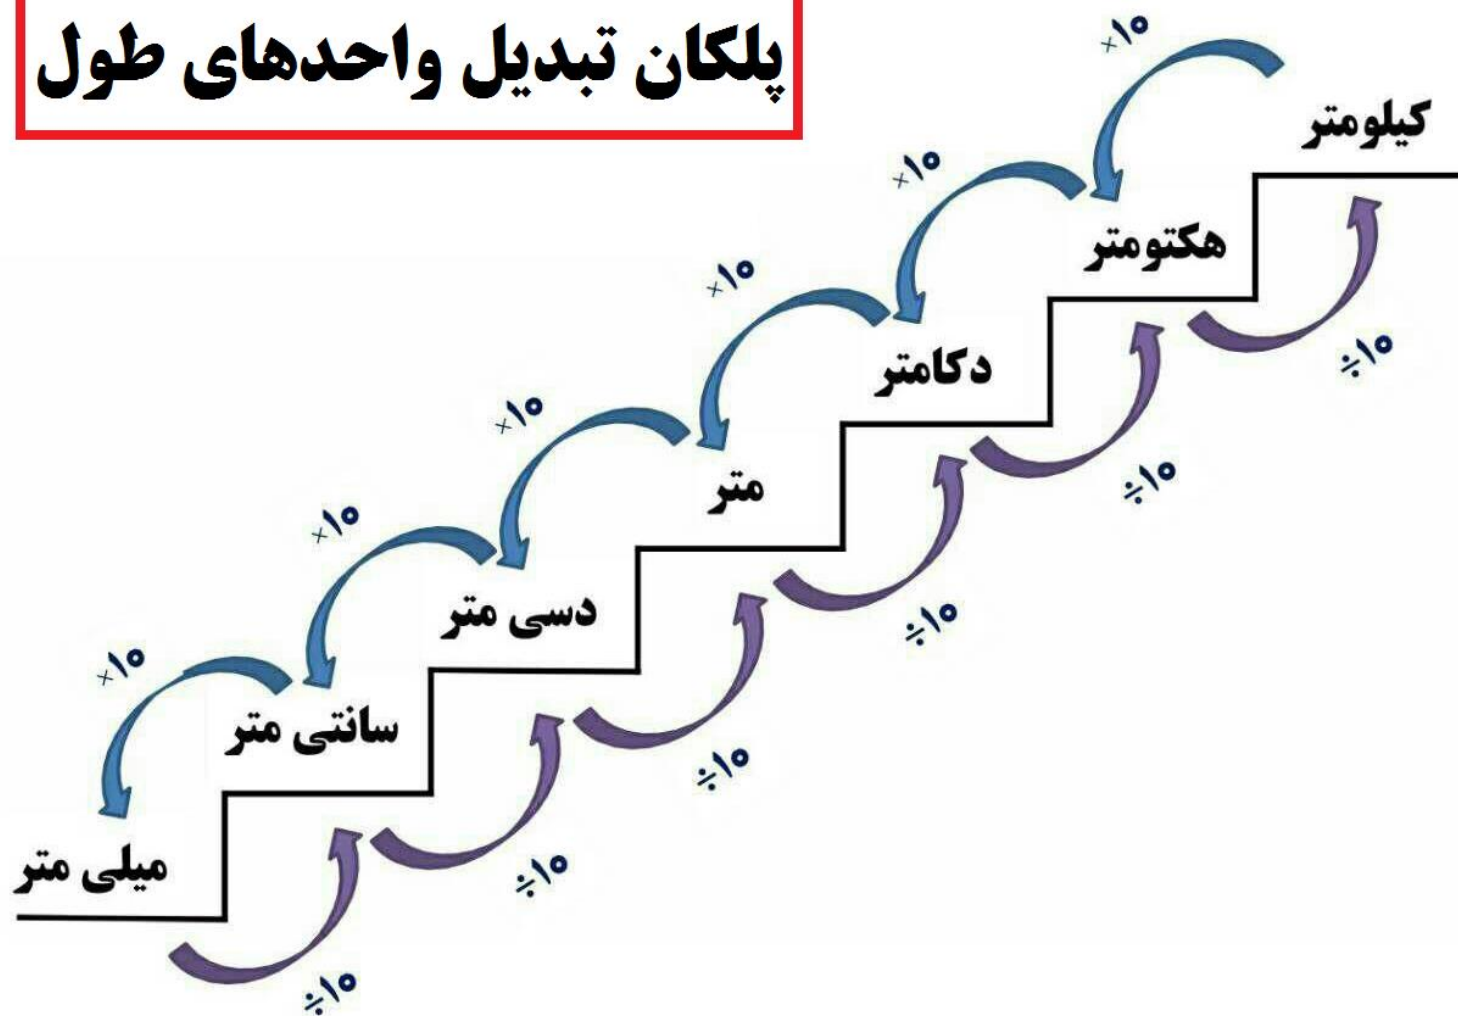 پلکان تبدیل واحدهای طول
×۱۰
کیلومتر
×۱۰
هکتومتر
÷۱۰
×۱۰
دکامتر
÷۱۰
×۱۰
متر
÷۱۰
×۱۰
دسی متر
÷۱۰
×۱۰
سانتی متر
÷۱۰
میلی متر
÷۱۰